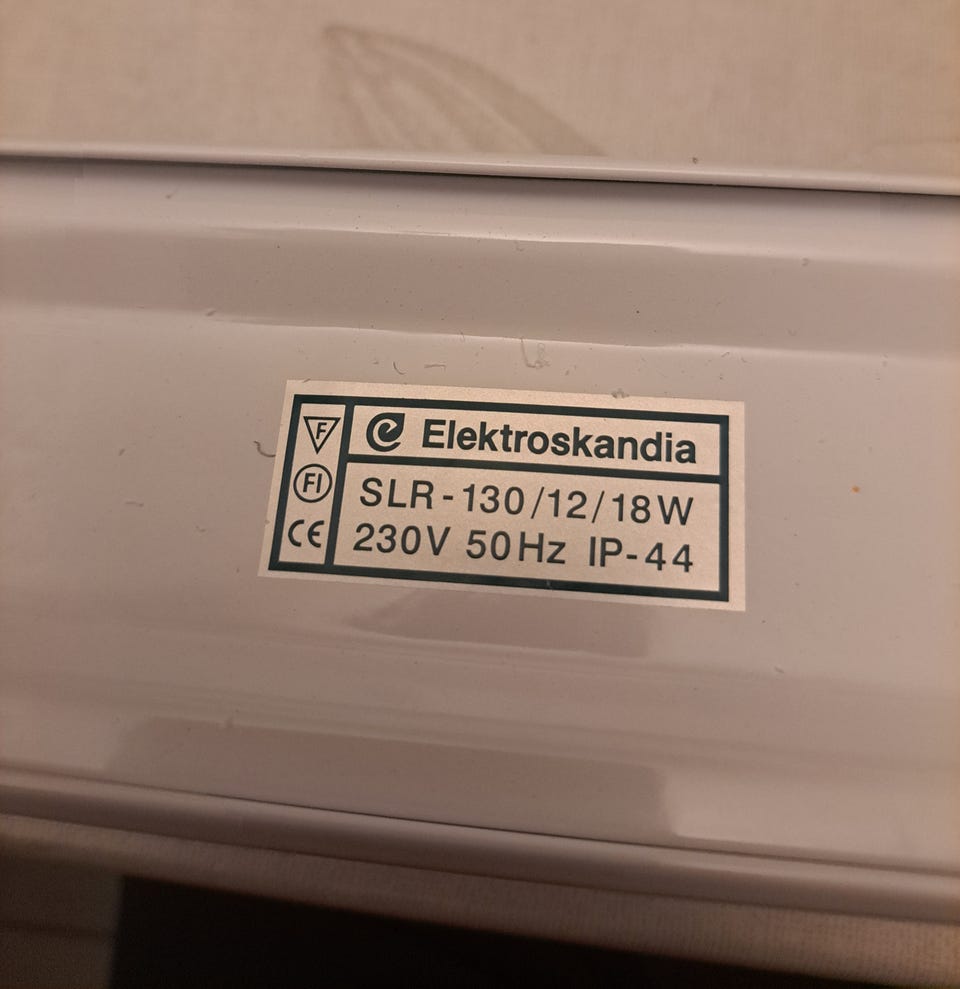 F
Elektroskandia
FI
SLR-130/12/18W
CE
230V 50Hz IP-44